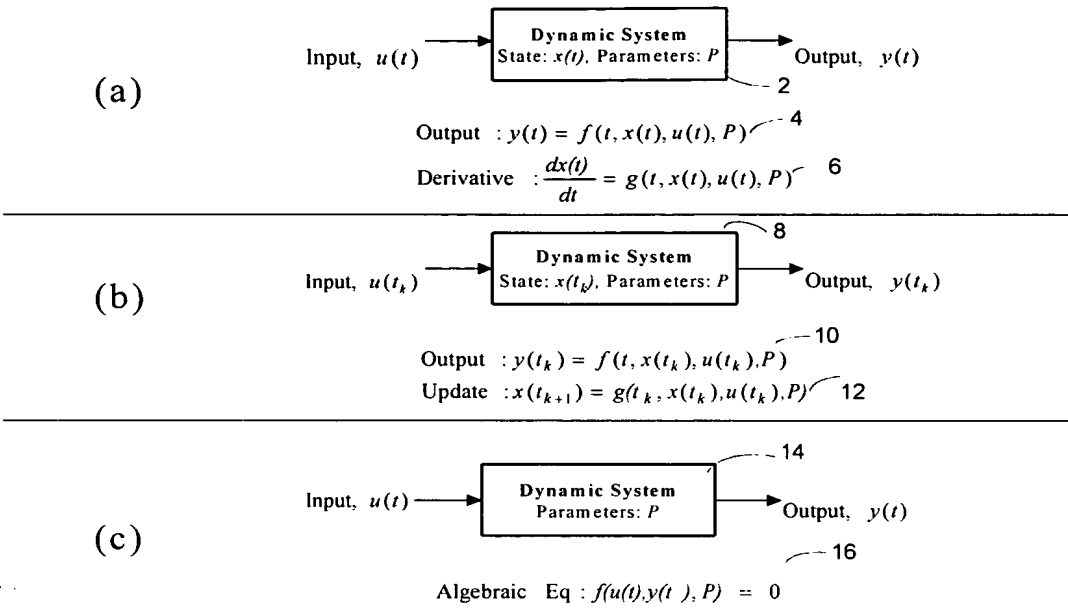 (a)
Input, u(t)
Dynamic System
State: x(t), Parameters: P
Output, y(t)
2
Output : y(t) = f(t, x(t), u(t), P)
4
Derivative : dx(t)/dt = g(t, x(t), u(t), P)
6
(b)
8
Input, u(t_k)
Dynamic System
State: x(t_k), Parameters: P
Output, y(t_k)
10
Output : y(t_k) = f(t, x(t_k), u(t_k),P)
Update : x(t_{k+1}) = g(t_k, x(t_k),u(t_k),P)
12
(c)
14
Input, u(t)
Dynamic System
Parameters: P
Output, y(t)
16
Algebraic Eq : f(u(t),y(t ), P) = 0